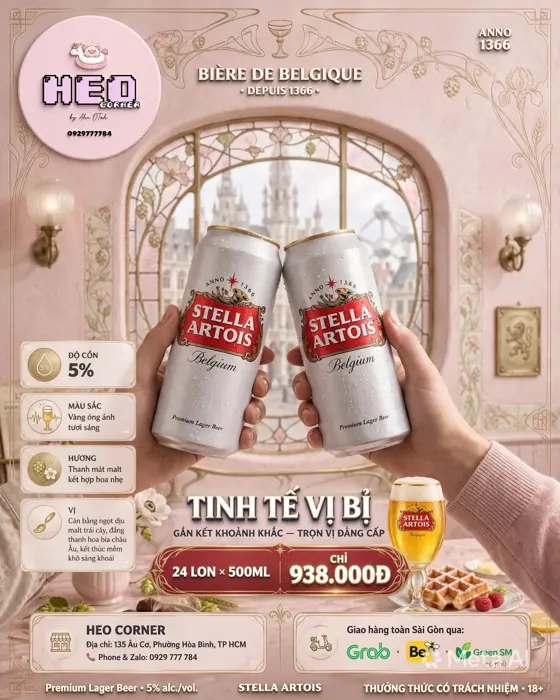 HEO
CORNER
0929777784
BIÈRE DE BELGIQUE
• DEPUIS 1366 •
ANNO
1366
ANNO 1366
STELLA
ARTOIS
Belgium
Premium Lager Beer
ANNO 1366
STELLA
ARTOIS
Belgium
Premium Lager Beer
ĐỘ CỒN
5%
MÀU SẮC
Vàng óng ánh
tươi sáng
HƯƠNG
Thanh mát malt
kết hợp hoa nhẹ
VỊ
Cân bằng ngọt dịu
malt trái cây, đắng
thanh hoa bia châu
Âu, kết thúc mềm
khô sảng khoái
TINH TẾ VỊ BỈ
GẮN KẾT KHOẢNH KHẮC — TRỌN VỊ ĐẲNG CẤP
24 LON × 500ML
CHỈ
938.000Đ
STELLA
ARTOIS
HEO CORNER
Địa chỉ: 135 Âu Cơ, Phường Hòa Bình, TP HCM
Phone & Zalo: 0929 777 784
Giao hàng toàn Sài Gòn qua:
Grab
Be
Green SM
Premium Lager Beer • 5% alc./vol.
STELLA ARTOIS
THƯỞNG THỨC CÓ TRÁCH NHIỆM • 18+